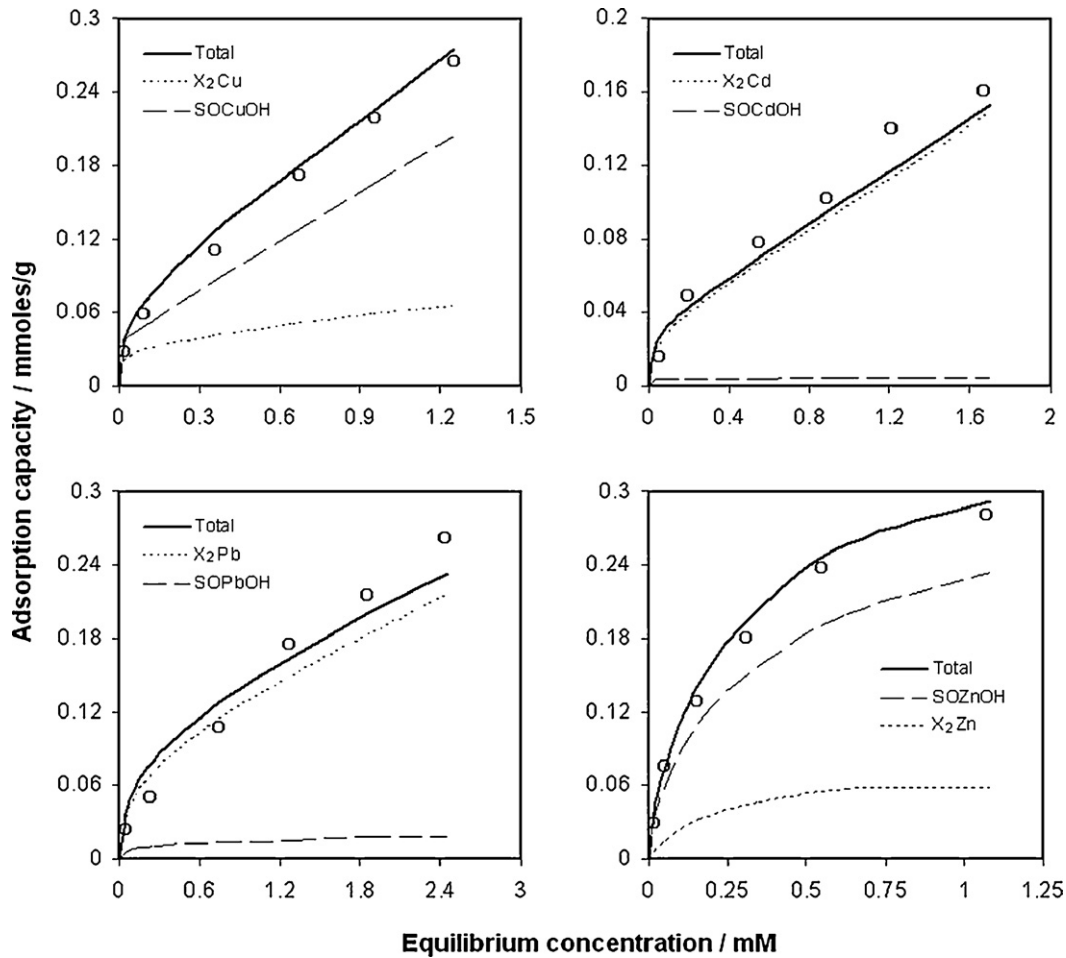 Adsorption capacity / mmoles/g
0.3
0.24
0.18
0.12
0.06
0
Total
X₂Cu
SOCuOH
0 0.3 0.6 0.9 1.2 1.5
0.2
0.16
0.12
0.08
0.04
0
Total
X₂Cd
SOCdOH
0 0.4 0.8 1.2 1.6 2
0.3
0.24
0.18
0.12
0.06
0
Total
X₂Pb
SOPbOH
0 0.6 1.2 1.8 2.4 3
0.3
0.24
0.18
0.12
0.06
0
Total
SOZnOH
X₂Zn
0 0.25 0.5 0.75 1 1.25
Equilibrium concentration / mM